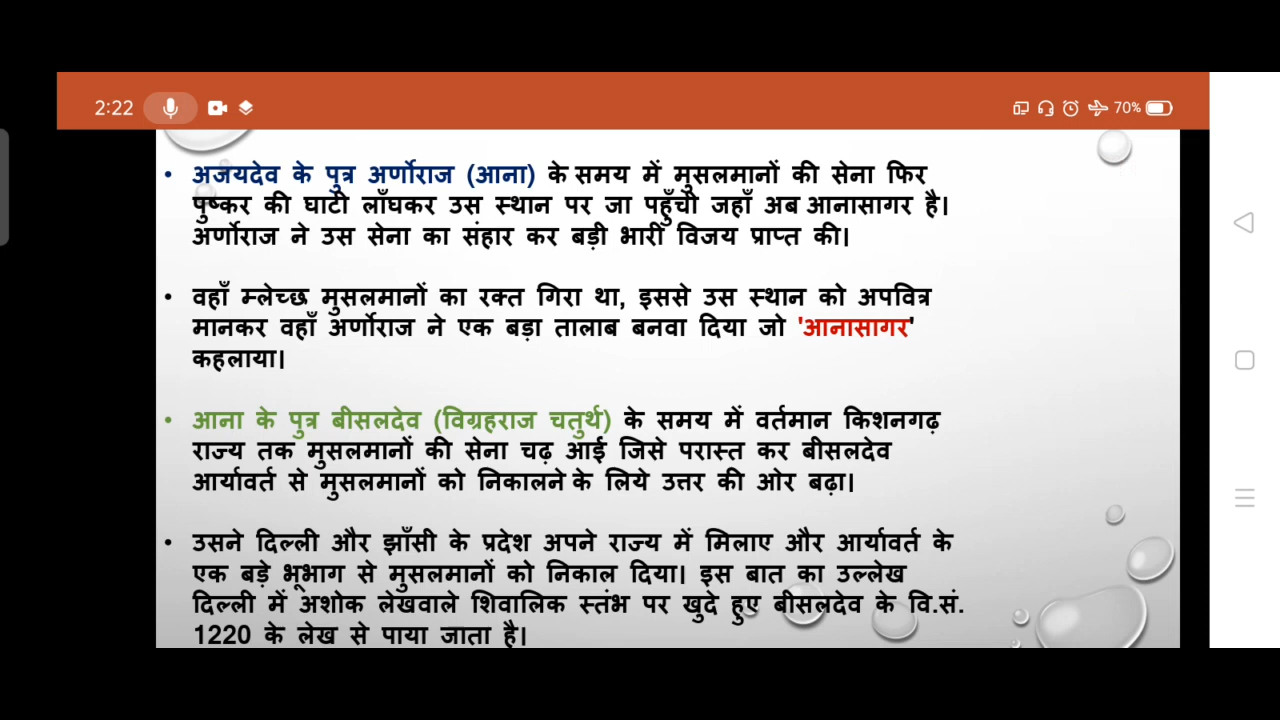 2:22
70%
• अजयदेव के पुत्र अर्णोराज (आना) के समय में मुसलमानों की सेना फिर
पुष्कर की घाटी लाँघकर उस स्थान पर जा पहुँची जहाँ अब आनासागर है।
अर्णोराज ने उस सेना का संहार कर बड़ी भारी विजय प्राप्त की।
• वहाँ म्लेच्छ मुसलमानों का रक्त गिरा था, इससे उस स्थान को अपवित्र
मानकर वहाँ अर्णोराज ने एक बड़ा तालाब बनवा दिया जो 'आनासागर'
कहलाया।
• आना के पुत्र बीसलदेव (विग्रहराज चतुर्थ) के समय में वर्तमान किशनगढ़
राज्य तक मुसलमानों की सेना चढ़ आई जिसे परास्त कर बीसलदेव
आर्यावर्त से मुसलमानों को निकालने के लिये उत्तर की ओर बढ़ा।
• उसने दिल्ली और झाँसी के प्रदेश अपने राज्य में मिलाए और आर्यावर्त के
एक बड़े भूभाग से मुसलमानों को निकाल दिया। इस बात का उल्लेख
दिल्ली में अशोक लेखवाले शिवालिक स्तंभ पर खुदे हुए बीसलदेव के वि.सं.
1220 के लेख से पाया जाता है।